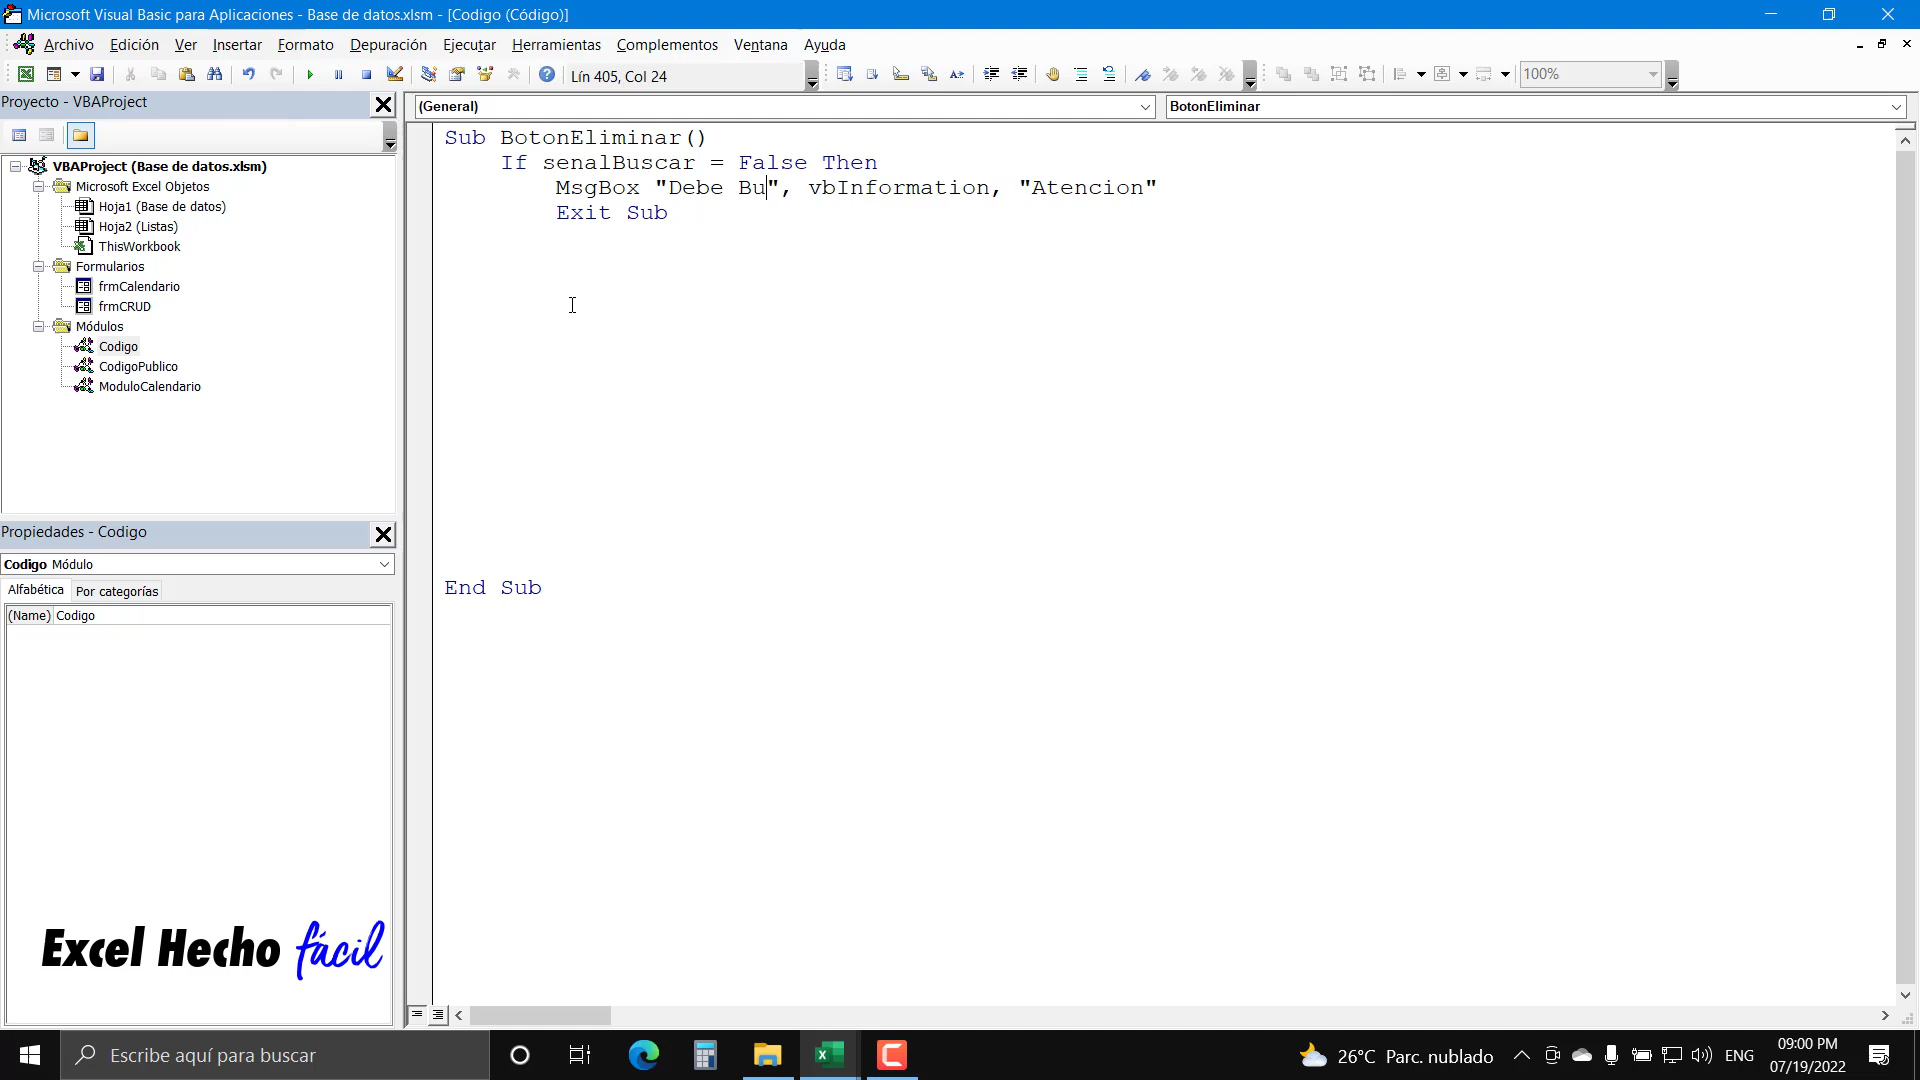 Microsoft Visual Basic para Aplicaciones - Base de datos.xlsm - [Codigo (Código)]
Archivo Edición Ver Insertar Formato Depuración Ejecutar Herramientas Complementos Ventana Ayuda
Lín 405, Col 24
100%
Proyecto - VBAProject
(General)
BotonEliminar
VBAProject (Base de datos.xlsm)
Microsoft Excel Objetos
Hoja1 (Base de datos)
Hoja2 (Listas)
ThisWorkbook
Formularios
frmCalendario
frmCRUD
Módulos
Codigo
CodigoPublico
ModuloCalendario
Sub BotonEliminar()
If senalBuscar = False Then
MsgBox "Debe Bu", vbInformation, "Atencion"
Exit Sub
End Sub
Propiedades - Codigo
Codigo Módulo
Alfabética Por categorías
(Name) Codigo
Excel Hecho fácil
Escribe aquí para buscar
26°C Parc. nublado
ENG
09:00 PM
07/19/2022